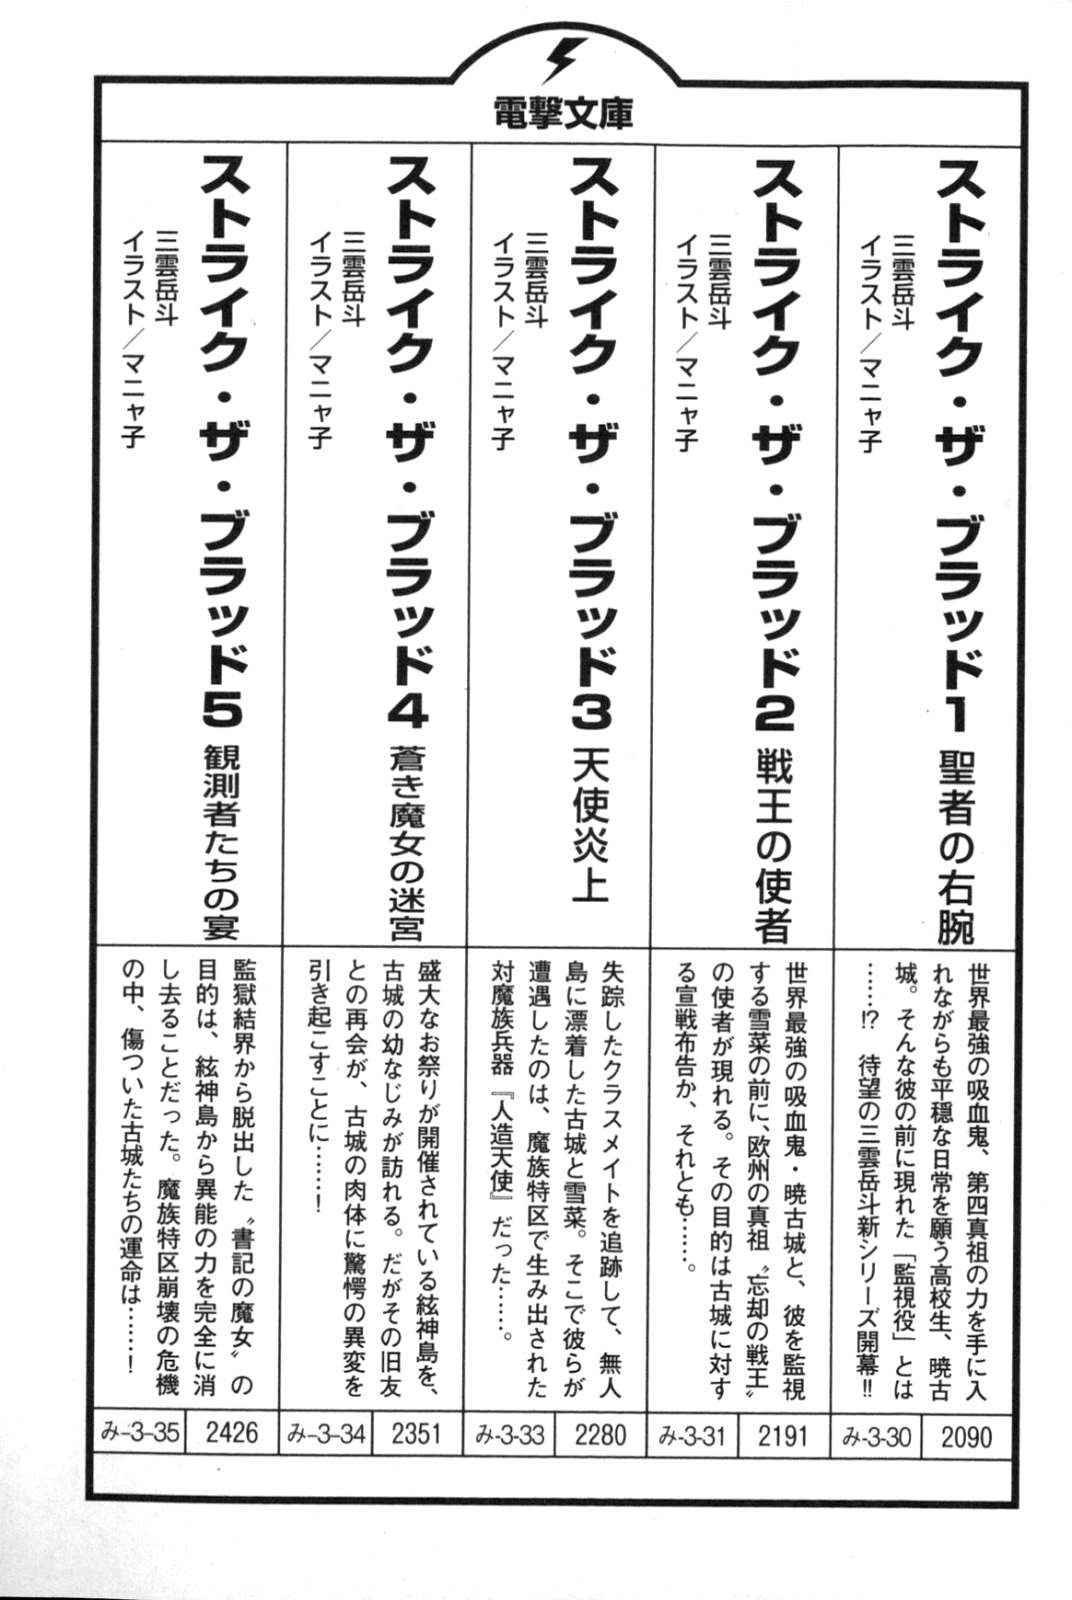 電撃文庫
ストライク・ザ・ブラッド1 聖者の右腕
三雲岳斗
イラスト／マニャ子
世界最強の吸血鬼、第四真祖の力を手に入
れながらも平穏な日常を願う高校生、暁古
城。そんな彼の前に現れた「監視役」とは
……!?　待望の三雲岳斗新シリーズ開幕!!
2090
み-3-30
ストライク・ザ・ブラッド2 戦王の使者
三雲岳斗
イラスト／マニャ子
世界最強の吸血鬼・暁古城と、彼を監視
する雪菜の前に、欧州の真祖〝忘却の戦王〟
の使者が現れる。その目的は古城に対す
る宣戦布告か、それとも……。
2191
み-3-31
ストライク・ザ・ブラッド3 天使炎上
三雲岳斗
イラスト／マニャ子
失踪したクラスメイトを追跡して、無人
島に漂着した古城と雪菜。そこで彼らが
遭遇したのは、魔族特区で生み出された
対魔族兵器『人造天使』だった……。
2280
み-3-33
ストライク・ザ・ブラッド4 蒼き魔女の迷宮
三雲岳斗
イラスト／マニャ子
盛大なお祭りが開催されている絃神島を、
古城の幼なじみが訪れる。だがその旧友
との再会が、古城の肉体に驚愕の異変を
引き起こすことに……！
2351
み-3-34
ストライク・ザ・ブラッド5 観測者たちの宴
三雲岳斗
イラスト／マニャ子
監獄結界から脱出した〝書記の魔女〟の
目的は、絃神島から異能の力を完全に消
し去ることだった。魔族特区崩壊の危機
の中、傷ついた古城たちの運命は……！
2426
み-3-35